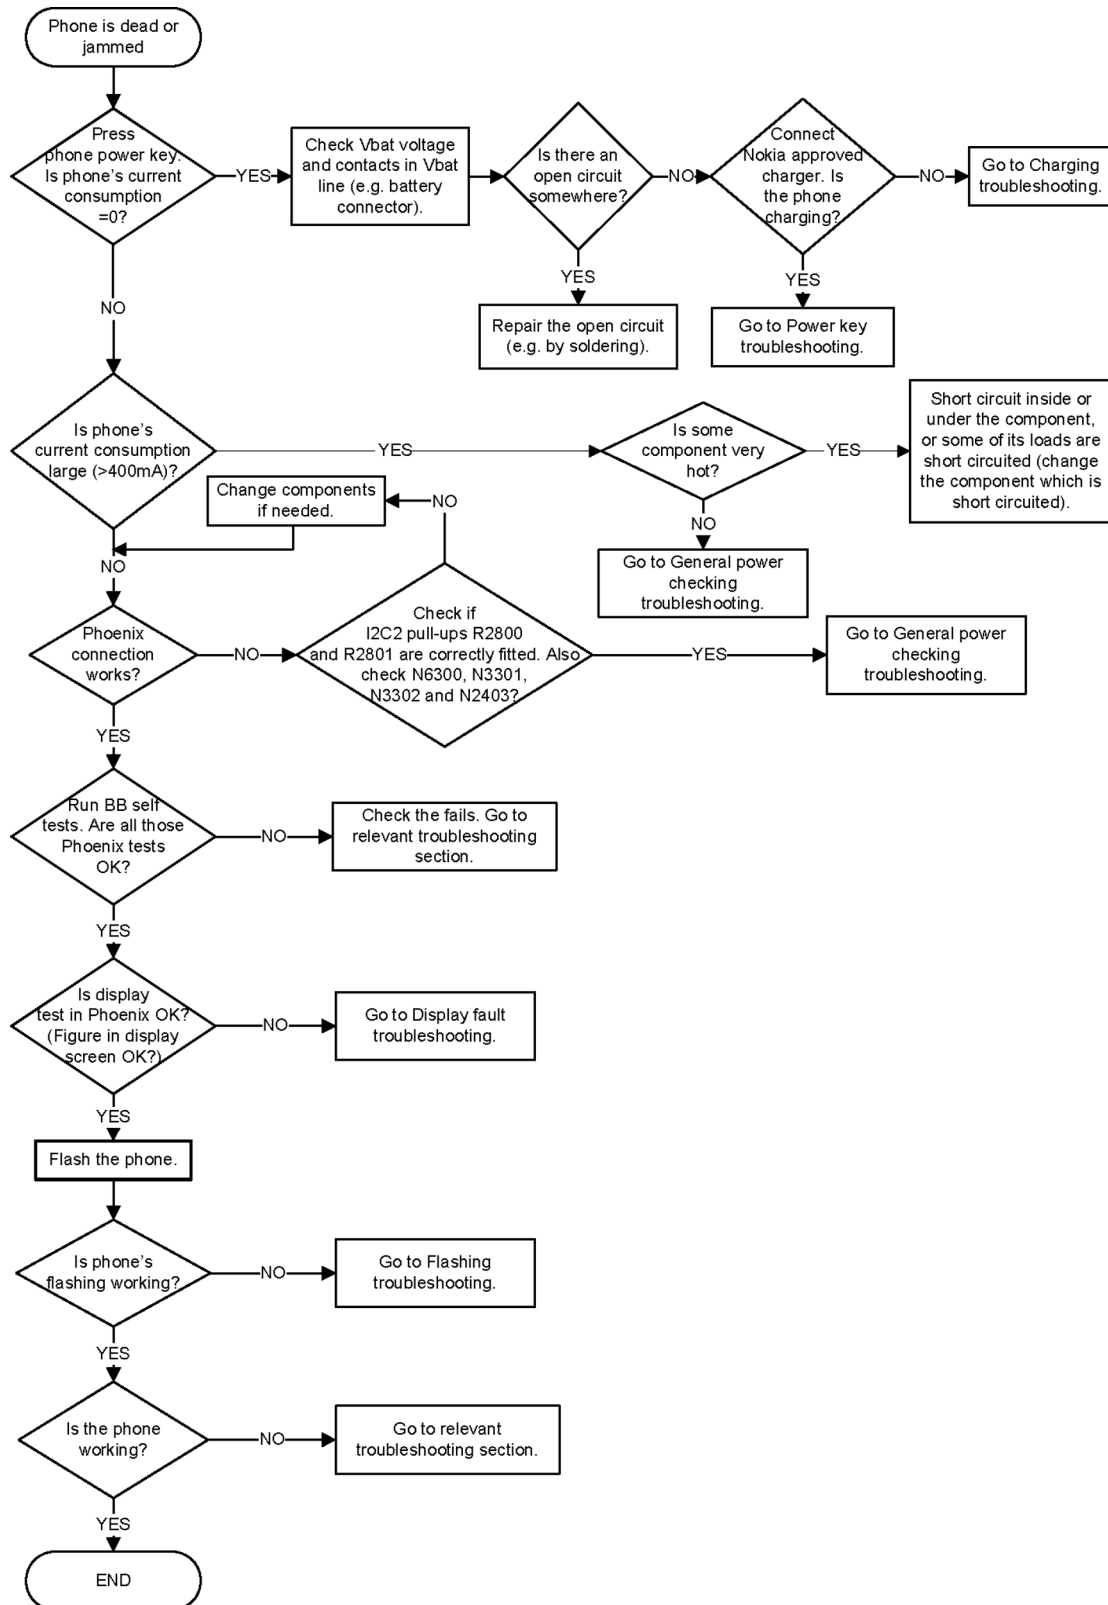 Phone is dead or
jammed
Press
phone power key.
Is phone's current
consumption
=0?
YES
Check Vbat voltage
and contacts in Vbat
line (e.g. battery
connector).
Is there an
open circuit
somewhere?
NO
Connect
Nokia approved
charger. Is
the phone
charging?
NO
Go to Charging
troubleshooting.
YES
Repair the open circuit
(e.g. by soldering).
YES
Go to Power key
troubleshooting.
NO
Is phone's
current consumption
large (>400mA)?
YES
Is some
component very
hot?
YES
Short circuit inside or
under the component,
or some of its loads are
short circuited (change
the component which is
short circuited).
NO
Go to General power
checking
troubleshooting.
Change components
if needed.
NO
NO
Phoenix
connection
works?
NO
Check if
I2C2 pull-ups R2800
and R2801 are correctly fitted. Also
check N6300, N3301,
N3302 and N2403?
YES
Go to General power
checking
troubleshooting.
YES
Run BB self
tests. Are all those
Phoenix tests
OK?
NO
Check the fails. Go to
relevant troubleshooting
section.
YES
Is display
test in Phoenix OK?
(Figure in display
screen OK?)
NO
Go to Display fault
troubleshooting.
YES
Flash the phone.
Is phone's
flashing working?
NO
Go to Flashing
troubleshooting.
YES
Is the phone
working?
NO
Go to relevant
troubleshooting section.
YES
END